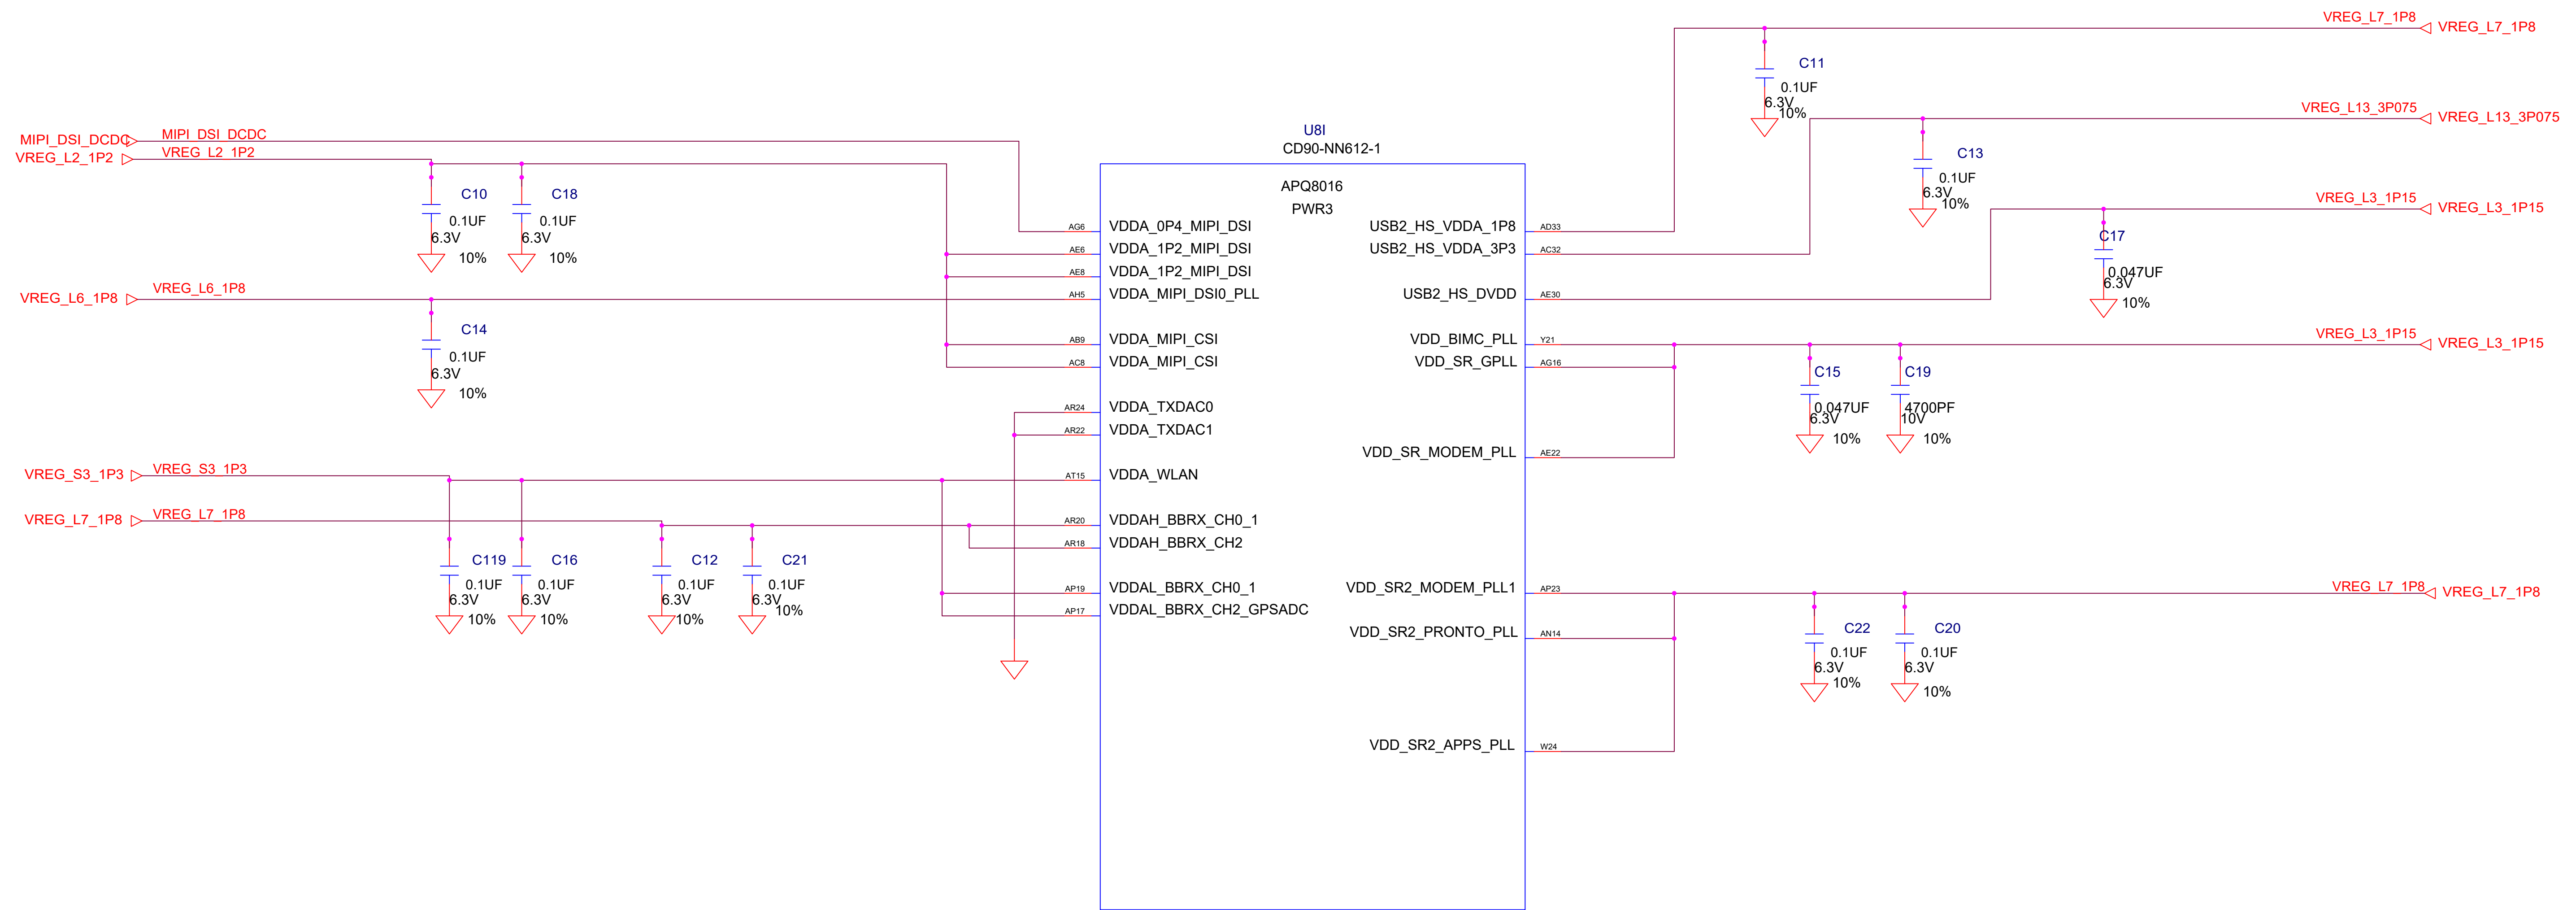 VREG_L7_1P8
VREG_L7_1P8
C11
0.1UF
6.3V
10%
VREG_L13_3P075
VREG_L13_3P075
C13
0.1UF
6.3V
10%
VREG_L3_1P15
VREG_L3_1P15
C17
0.047UF
6.3V
10%
MIPI_DSI_DCDC
MIPI_DSI_DCDC
VREG_L2_1P2
VREG_L2_1P2
C10
0.1UF
6.3V
10%
C18
0.1UF
6.3V
10%
VREG_L6_1P8
VREG_L6_1P8
C14
0.1UF
6.3V
10%
VREG_S3_1P3
VREG_S3_1P3
VREG_L7_1P8
VREG_L7_1P8
C119
0.1UF
6.3V
10%
C16
0.1UF
6.3V
10%
C12
0.1UF
6.3V
10%
C21
0.1UF
6.3V
10%
U8I
CD90-NN612-1
APQ8016
PWR3
AG6 VDDA_0P4_MIPI_DSI
AE6 VDDA_1P2_MIPI_DSI
AE8 VDDA_1P2_MIPI_DSI
AH5 VDDA_MIPI_DSI0_PLL
AB9 VDDA_MIPI_CSI
AC8 VDDA_MIPI_CSI
AR24 VDDA_TXDAC0
AR22 VDDA_TXDAC1
AT15 VDDA_WLAN
AR20 VDDAH_BBRX_CH0_1
AR18 VDDAH_BBRX_CH2
AP19 VDDAL_BBRX_CH0_1
AP17 VDDAL_BBRX_CH2_GPSADC
USB2_HS_VDDA_1P8 AD33
USB2_HS_VDDA_3P3 AC32
USB2_HS_DVDD AE30
VDD_BIMC_PLL Y21
VDD_SR_GPLL AG16
VDD_SR_MODEM_PLL AE22
VDD_SR2_MODEM_PLL1 AP23
VDD_SR2_PRONTO_PLL AN14
VDD_SR2_APPS_PLL W24
VREG_L3_1P15
VREG_L3_1P15
C15
0.047UF
6.3V
10%
C19
4700PF
10V
10%
VREG_L7_1P8
VREG_L7_1P8
C22
0.1UF
6.3V
10%
C20
0.1UF
6.3V
10%